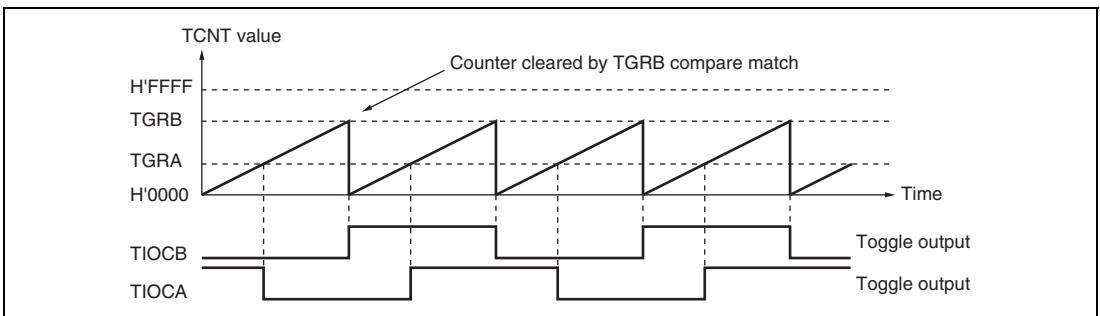 TCNT value
Counter cleared by TGRB compare match
H'FFFF
TGRB
TGRA
H'0000
Time
TIOCB
Toggle output
TIOCA
Toggle output